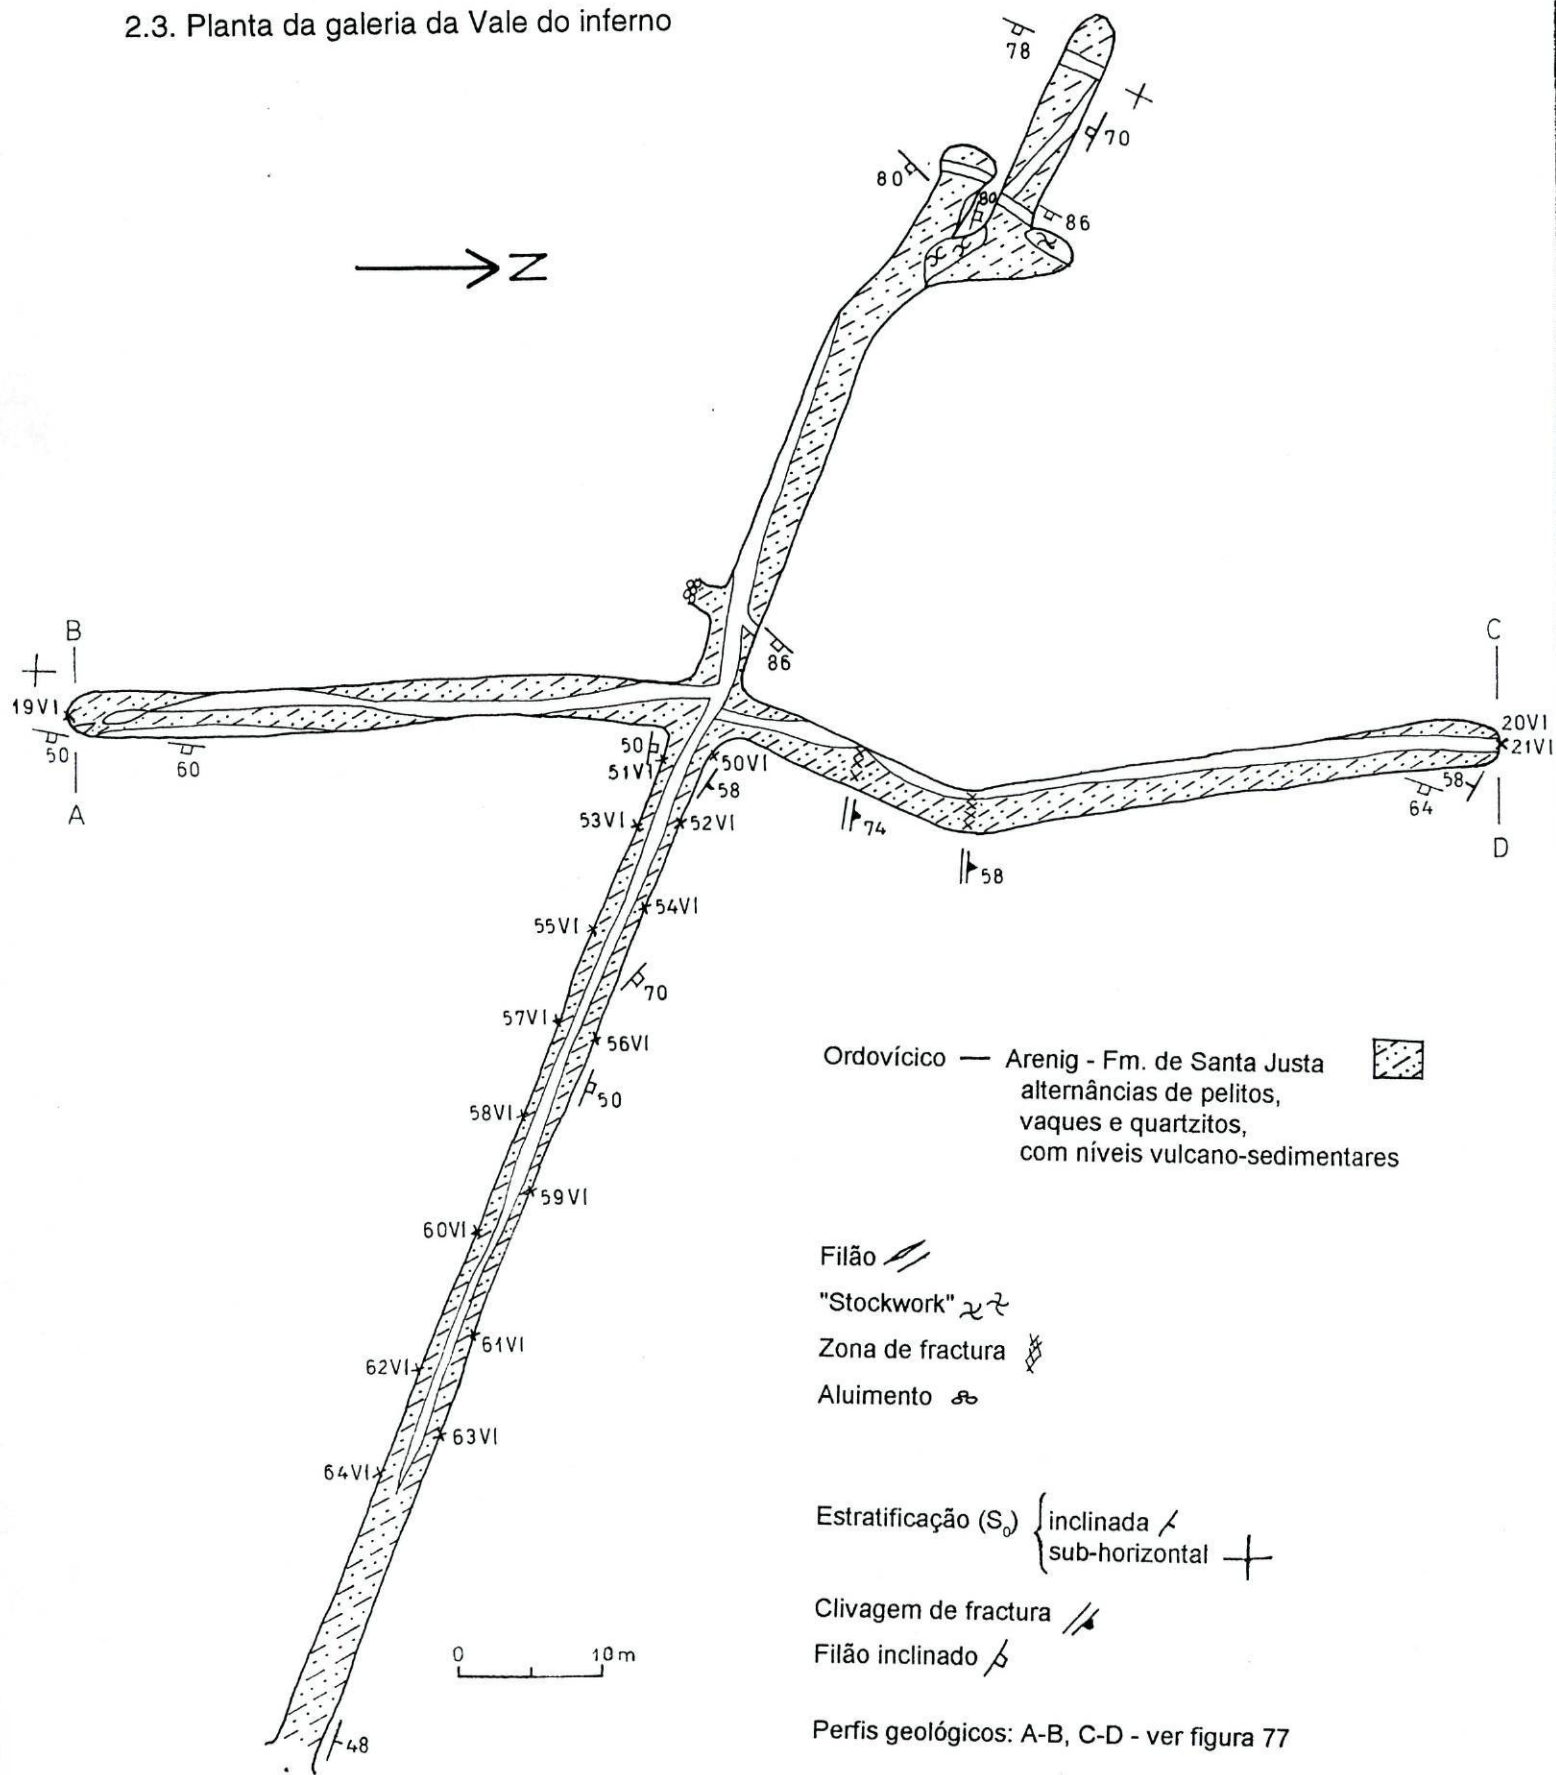 2.3. Planta da galeria da Vale do inferno
78
70
80
80
86
N
86
B
C
19VI
50
60
A
50
51VI
50VI
58
53VI
52VI
74
58
20VI
21VI
58
64
D
54VI
55VI
70
57VI
56VI
50
58VI
59VI
60VI
61VI
62VI
63VI
64VI
48
Ordovícico — Arenig - Fm. de Santa Justa
alternâncias de pelitos,
vaques e quartzitos,
com níveis vulcano-sedimentares
Filão
"Stockwork"
Zona de fractura
Aluimento
Estratificação (S₀) { inclinada
sub-horizontal
Clivagem de fractura
Filão inclinado
0 10m
Perfis geológicos: A-B, C-D - ver figura 77